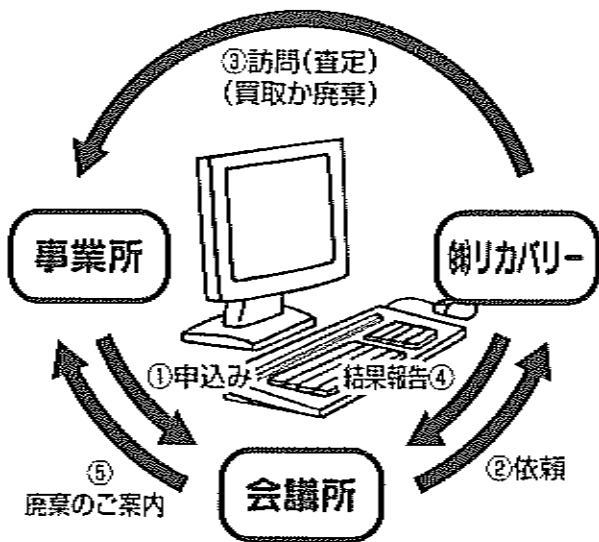 ③訪問(査定)
(買取か廃棄)
事業所
㈱リカバリー
①申込み
結果報告④
⑤
廃棄のご案内
会議所
②依頼